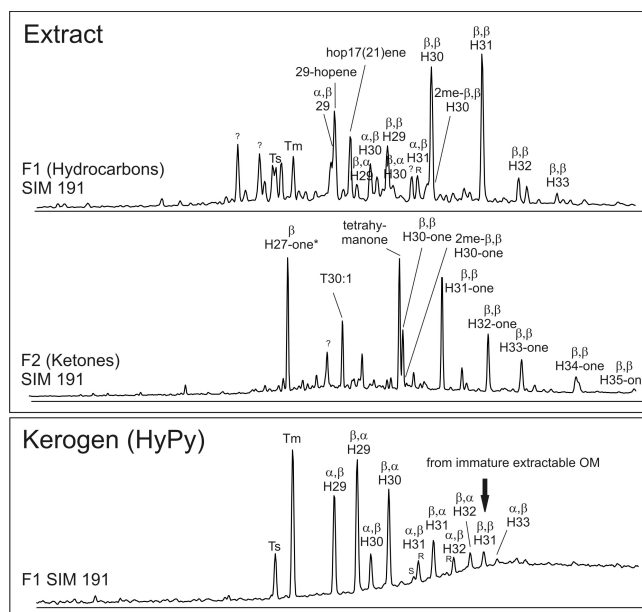 Extract
hop17(21)ene
29-hopene
α,β
29
β,β
H30
β,β
H31
2me-β,β
H30
?
?
Ts
Tm
β,α
H29
α,β
H30
β,β
H29
β,α
H30
α,β
H31
?
R
β,β
H32
β,β
H33
F1 (Hydrocarbons)
SIM 191
β
H27-one*
T30:1
?
tetrahy-
manone
β,β
H30-one
2me-β,β
H30-one
β,β
H31-one
β,β
H32-one
β,β
H33-one
β,β
H34-one
β,β
H35-on
F2 (Ketones)
SIM 191
Kerogen (HyPy)
from immature extractable OM
Ts
Tm
α,β
H29
β,α
H29
α,β
H30
β,α
H30
α,β
H31
S
R
β,α
H31
α,β
H32
R
β,α
H32
β,β
H31
α,β
H33
F1 SIM 191